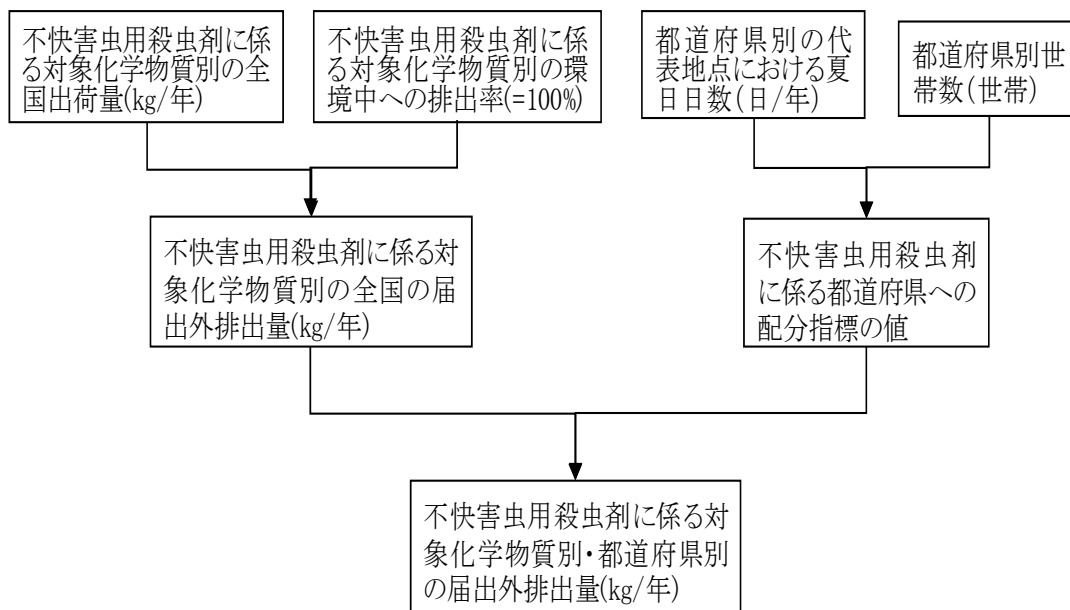 不快害虫用殺虫剤に係
る対象化学物質別の全
国出荷量(kg/年)
不快害虫用殺虫剤に係
る対象化学物質別の環
境中への排出率(=100%)
都道府県別の代
表地点における夏
日日数(日/年)
都道府県別世
帯数(世帯)
不快害虫用殺虫剤に係る対
象化学物質別の全国の届
出外排出量(kg/年)
不快害虫用殺虫剤
に係る都道府県への
配分指標の値
不快害虫用殺虫剤に係る対
象化学物質別・都道府県別
の届出外排出量(kg/年)